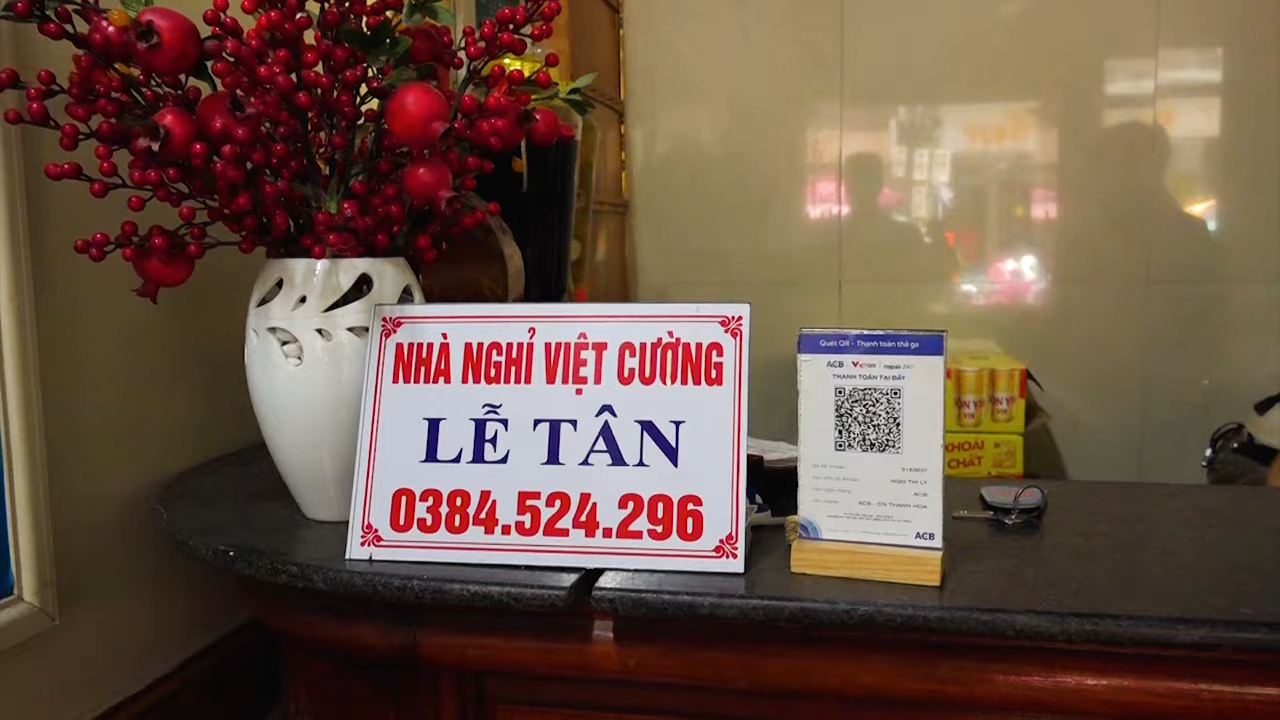 NHÀ NGHỈ VIỆT CƯỜNG
LỄ TÂN
0384.524.296
Quét QR - Thanh toán thả ga
ACB VIETQR napas 247
THANH TOÁN TẠI ĐÂY
NGO THI LY
ACB
ACB - CN THANH HOA
ACB
KHOÁI
CHẤT